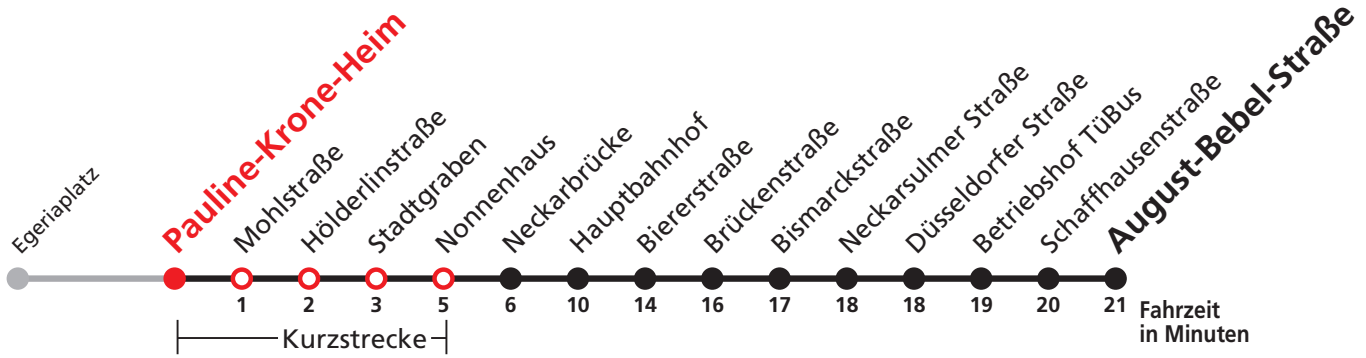 Egeriaplatz
Pauline-Krone-Heim
Mohlstraße
Hölderlinstraße
Stadtgraben
Nonnenhaus
Neckarbrücke
Hauptbahnhof
Biererstraße
Brückenstraße
Bismarckstraße
Neckarsulmer Straße
Düsseldorfer Straße
Betriebshof TüBus
Schaffhausenstraße
August-Bebel-Straße
1 2 3 5 6 10 14 16 17 18 18 19 20 21
Fahrzeit
in Minuten
Kurzstrecke